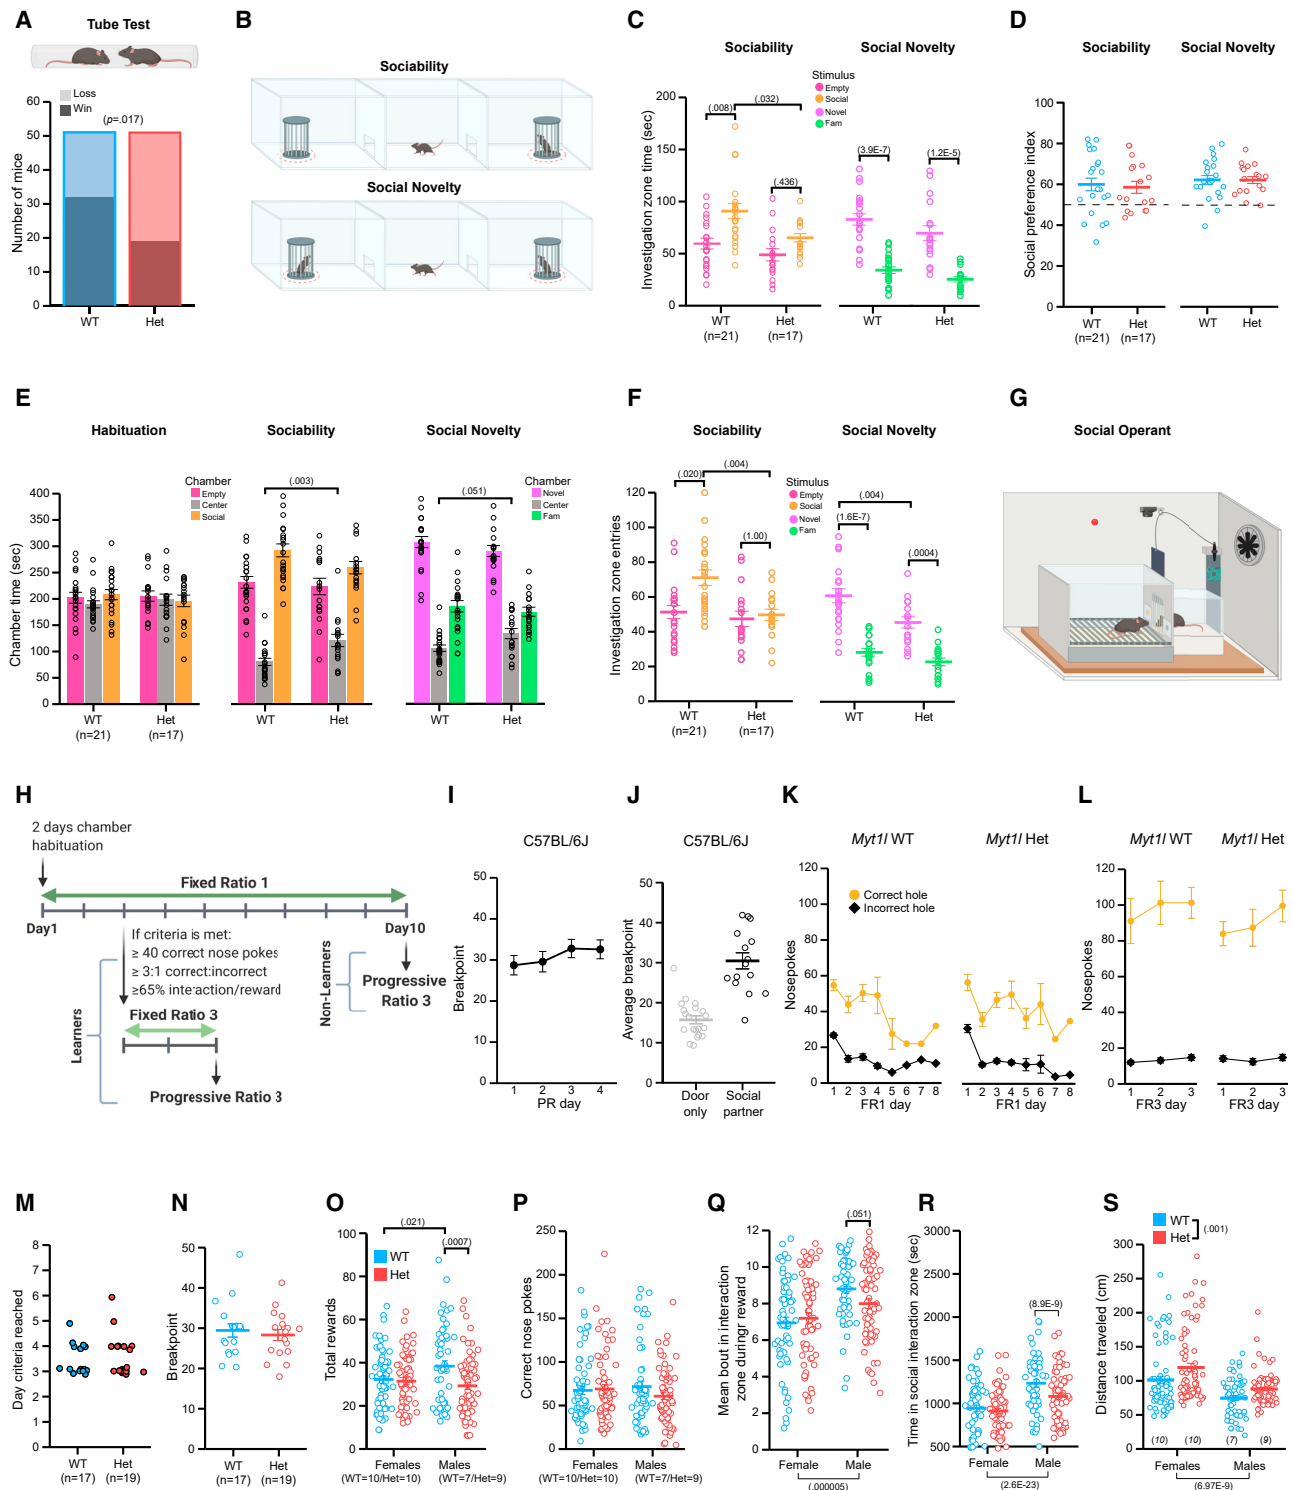 A
Tube Test
Loss
Win
(p=.017)
Number of mice
60
50
40
30
20
10
0
WT
Het
B
Sociability
Social Novelty
C
Sociability
Social Novelty
Stimulus
Empty
Social
Novel
Fam
Investigation zone time (sec)
200
150
100
50
0
(.008)
(.032)
(.436)
(3.9E-7)
(1.2E-5)
WT
(n=21)
Het
(n=17)
WT
Het
D
Sociability
Social Novelty
Social preference index
100
80
60
40
20
0
WT
(n=21)
Het
(n=17)
WT
Het
E
Habituation
Sociability
Social Novelty
Chamber
Empty
Center
Social
Chamber
Novel
Center
Fam
(.003)
(.051)
Chamber time (sec)
400
350
300
250
200
150
100
50
0
WT
(n=21)
Het
(n=17)
WT
Het
WT
Het
F
Sociability
Social Novelty
Stimulus
Empty
Social
Novel
Fam
(.020)
(.004)
(1.00)
(.004)
(1.6E-7)
(.0004)
Investigation zone entries
120
100
80
60
40
20
0
WT
(n=21)
Het
(n=17)
WT
Het
G
Social Operant
H
2 days chamber
habituation
Fixed Ratio 1
Day1
Day10
If criteria is met:
≥ 40 correct nose pokes
≥ 3:1 correct:incorrect
≥65% interaction/reward
Fixed Ratio 3
Learners
Progressive Ratio 3
Non-Learners
Progressive
Ratio 3
I
C57BL/6J
Breakpoint
50
40
30
20
10
0
1 2 3 4
PR day
J
C57BL/6J
Average breakpoint
50
40
30
20
10
0
Door
only
Social
partner
K
Myt1l WT
Myt1l Het
Correct hole
Incorrect hole
Nosepokes
120
100
80
60
40
20
0
1 2 3 4 5 6 7 8
FR1 day
1 2 3 4 5 6 7 8
FR1 day
L
Myt1l WT
Myt1l Het
Nosepokes
120
100
80
60
40
20
0
1 2 3
FR3 day
1 2 3
FR3 day
M
Day criteria reached
8
7
6
5
4
3
2
1
0
WT
(n=17)
Het
(n=19)
N
Breakpoint
50
40
30
20
10
0
WT
(n=17)
Het
(n=19)
O
(.021)
(.0007)
WT
Het
Total rewards
100
80
60
40
20
0
Females
(WT=10/Het=10)
Males
(WT=7/Het=9)
P
Correct nose pokes
250
200
150
100
50
0
Females
(WT=10/Het=10)
Males
(WT=7/Het=9)
Q
(.051)
Mean bout in interaction
zone during reward
12
10
8
6
4
2
0
Female
Male
(.000005)
R
Time in social interaction zone (sec)
3000
2500
2000
1500
1000
500
(8.9E-9)
Female
Male
(2.6E-23)
S
WT
Het
(.001)
Distance traveled (cm)
300
250
200
150
100
50
0
(10)
(10)
(7)
(9)
Females
Males
(6.97E-9)